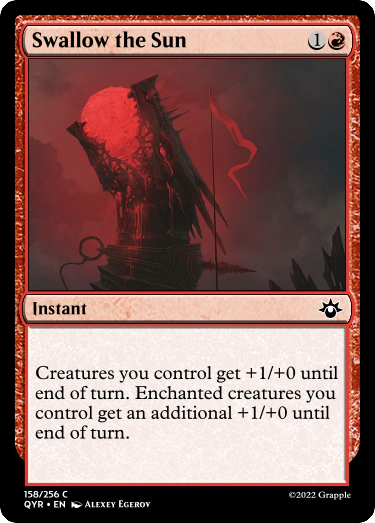 Swallow the Sun 1
Instant
Creatures you control get +1/+0 until
end of turn. Enchanted creatures you
control get an additional +1/+0 until
end of turn.
158/256 C
QYR • EN Alexey Egerov
©2022 Grapple